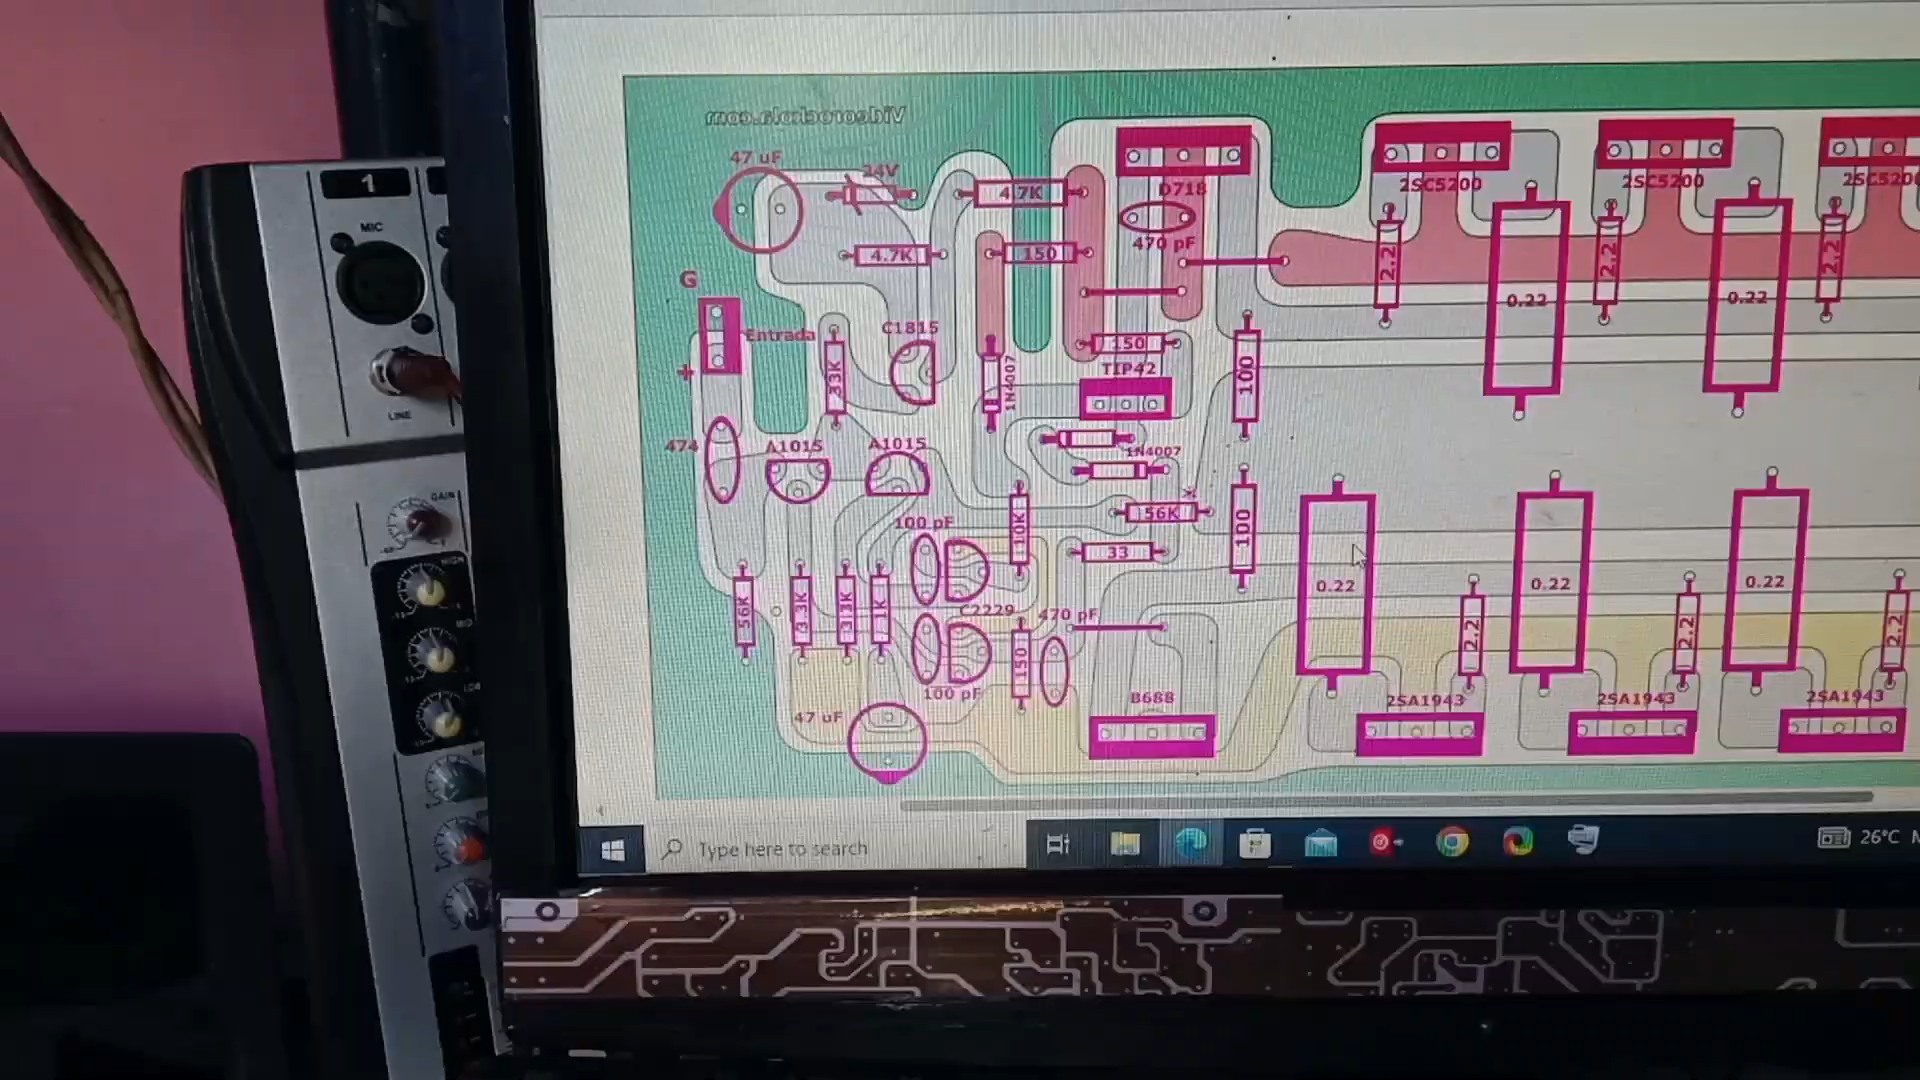 1
MIC
LINE
GAIN
Videorockola.com
47 uF
24V
4.7K
D718
2SC5200
2SC5200
2SC5200
470 pF
4.7K
150
2.2
2.2
2.2
G
0.22
0.22
Entrada
C1815
150
+
33K
1N4007
TIP42
100
474
A1015
A1015
1N4007
100 pF
10K
56K
100
33
0.22
0.22
0.22
56K
3.3K
3.3K
1K
C2229
470 pF
2.2
2.2
2.2
150
100 pF
B688
2SA1943
2SA1943
2SA1943
47 uF
Type here to search
26°C